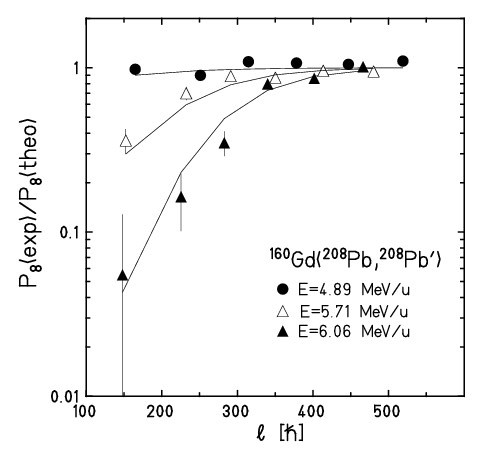 P₈(exp)/P₈(theo)
1
0.1
0.01
¹⁶⁰Gd(²⁰⁸Pb,²⁰⁸Pb′)
E=4.89 MeV/u
E=5.71 MeV/u
E=6.06 MeV/u
100 200 300 400 500
ℓ [ħ]